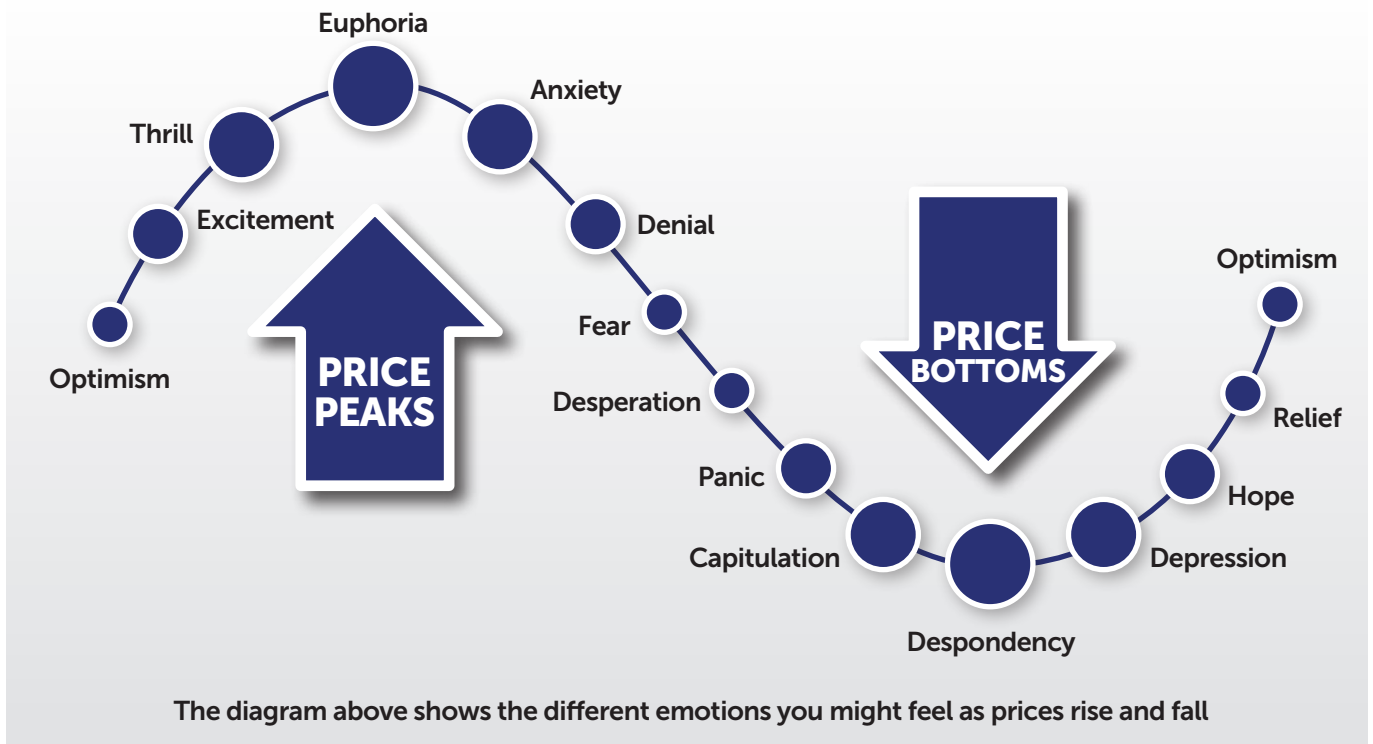 Euphoria
Anxiety
Thrill
Excitement
Denial
Optimism
Fear
PRICE
PEAKS
Desperation
Panic
Capitulation
Despondency
PRICE
BOTTOMS
Depression
Hope
Relief
Optimism
The diagram above shows the different emotions you might feel as prices rise and fall